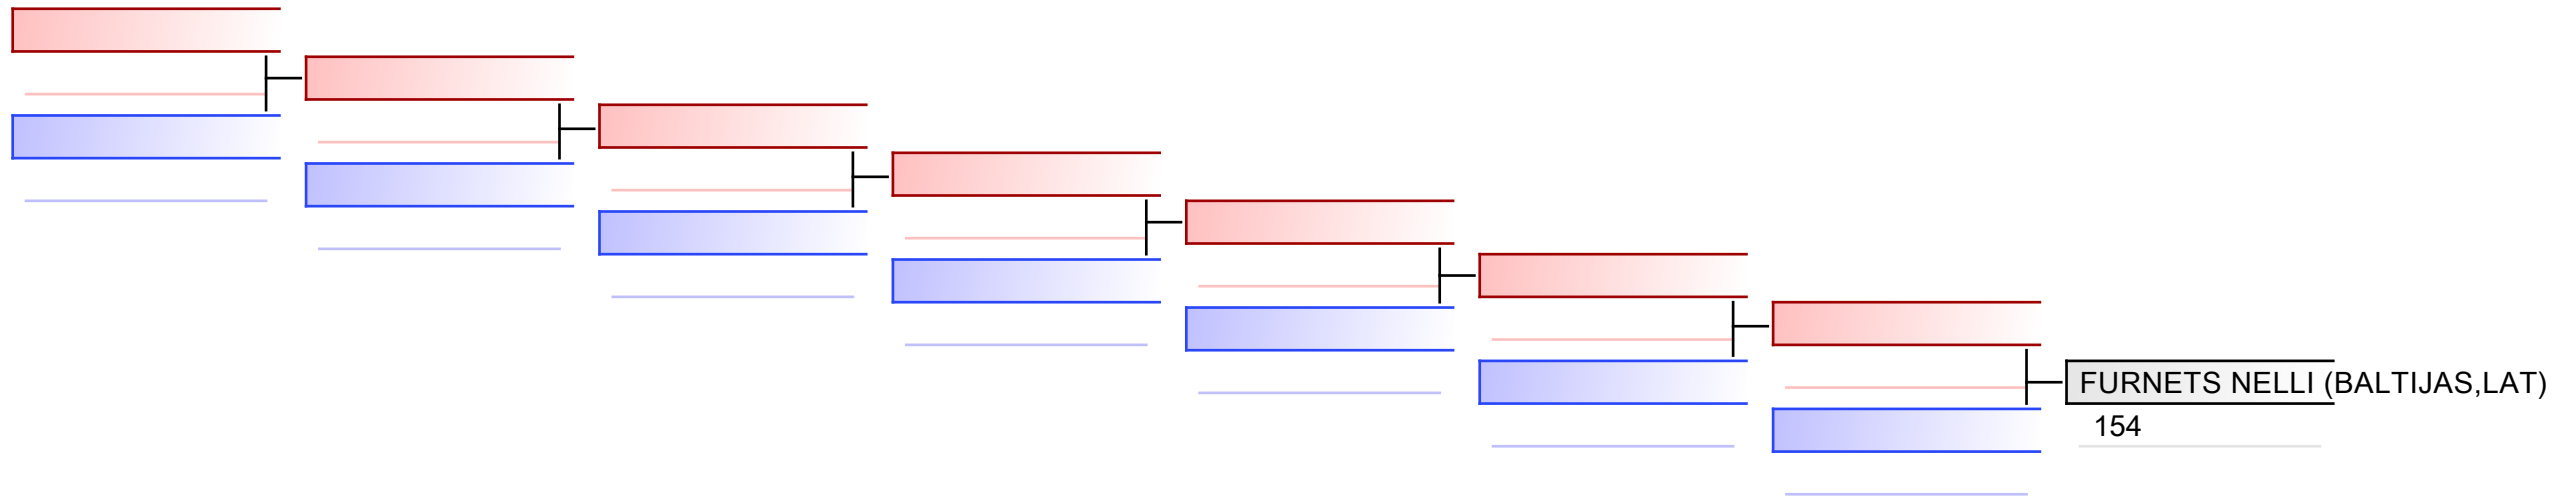 FURNETS NELLI (BALTIJAS,LAT)
154